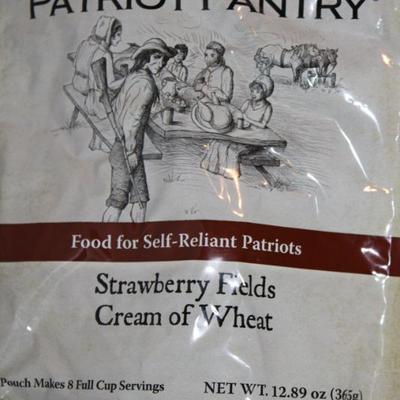 PATRIOT PANTRY
Food for Self-Reliant Patriots
Strawberry Fields
Cream of Wheat
Pouch Makes 8 Full Cup Servings NET WT. 12.89 oz (365g)